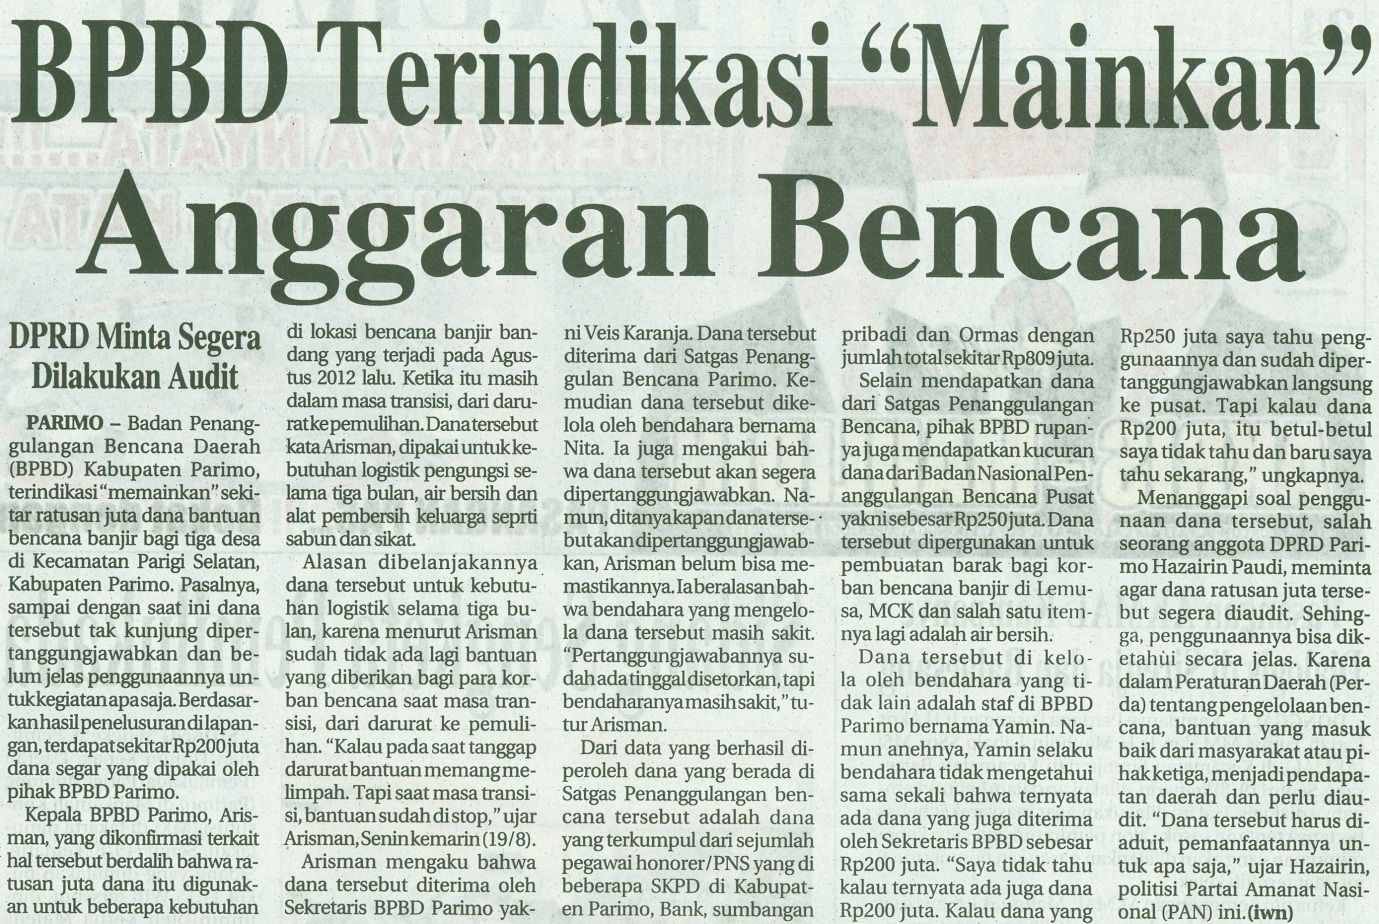 BPBD Terindikasi “Mainkan”
Anggaran Bencana
DPRD Minta Segera
Dilakukan Audit
PARIMO – Badan Penang-
gulangan Bencana Daerah
(BPBD) Kabupaten Parimo,
terindikasi “memainkan” seki-
tar ratusan juta dana bantuan
bencana banjir bagi tiga desa
di Kecamatan Parigi Selatan,
Kabupaten Parimo. Pasalnya,
sampai dengan saat ini dana
tersebut tak kunjung diper-
tanggungjawabkan dan be-
lum jelas penggunaannya un-
tuk kegiatan apa saja. Berdasar-
kan hasil penelusuran di lapan-
gan, terdapat sekitar Rp200 juta
dana segar yang dipakai oleh
pihak BPBD Parimo.
Kepala BPBD Parimo, Aris-
man, yang dikonfirmasi terkait
hal tersebut berdalih bahwa ra-
tusan juta dana itu digunak-
an untuk beberapa kebutuhan
di lokasi bencana banjir ban-
dang yang terjadi pada Agus-
tus 2012 lalu. Ketika itu masih
dalam masa transisi, dari daru-
rat ke pemulihan. Dana tersebut
kata Arisman, dipakai untuk ke-
butuhan logistik pengungsi se-
lama tiga bulan, air bersih dan
alat pembersih keluarga seprti
sabun dan sikat.
Alasan dibelanjakannya
dana tersebut untuk kebutu-
han logistik selama tiga bu-
lan, karena menurut Arisman
sudah tidak ada lagi bantuan
yang diberikan bagi para kor-
ban bencana saat masa tran-
sisi, dari darurat ke pemuli-
han. “Kalau pada saat tanggap
darurat bantuan memang me-
limpah. Tapi saat masa transi-
si, bantuan sudah di stop,” ujar
Arisman, Senin kemarin (19/8).
Arisman mengaku bahwa
dana tersebut diterima oleh
Sekretaris BPBD Parimo yak-
ni Veis Karanja. Dana tersebut
diterima dari Satgas Penang-
gulan Bencana Parimo. Ke-
mudian dana tersebut dike-
lola oleh bendahara bernama
Nita. Ia juga mengakui bah-
wa dana tersebut akan segera
dipertanggungjawabkan. Na-
mun, ditanya kapan dana terse-
but akan dipertanggungjawab-
kan, Arisman belum bisa me-
mastikannya. Ia beralasan bah-
wa bendahara yang mengelo-
la dana tersebut masih sakit.
“Pertanggungjawabannya su-
dah ada tinggal disetorkan, tapi
bendaharanya masih sakit,” tu-
tur Arisman.
Dari data yang berhasil di-
peroleh dana yang berada di
Satgas Penanggulangan ben-
cana tersebut adalah dana
yang terkumpul dari sejumlah
pegawai honorer/PNS yang di
beberapa SKPD di Kabupat-
en Parimo, Bank, sumbangan
pribadi dan Ormas dengan
jumlah total sekitar Rp809 juta.
Selain mendapatkan dana
dari Satgas Penanggulangan
Bencana, pihak BPBD rupan-
ya juga mendapatkan kucuran
dana dari Badan Nasional Pen-
anggulangan Bencana Pusat
yakni sebesar Rp250 juta. Dana
tersebut dipergunakan untuk
pembuatan barak bagi kor-
ban bencana banjir di Lemu-
sa, MCK dan salah satu item-
nya lagi adalah air bersih.
Dana tersebut di kelo-
la oleh bendahara yang ti-
dak lain adalah staf di BPBD
Parimo bernama Yamin. Na-
mun anehnya, Yamin selaku
bendahara tidak mengetahui
sama sekali bahwa ternyata
ada dana yang juga diterima
oleh Sekretaris BPBD sebesar
Rp200 juta. “Saya tidak tahu
kalau ternyata ada juga dana
Rp200 juta. Kalau dana yang
Rp250 juta saya tahu peng-
gunaannya dan sudah diper-
tanggungjawabkan langsung
ke pusat. Tapi kalau dana
Rp200 juta, itu betul-betul
saya tidak tahu dan baru saya
tahu sekarang,” ungkapnya.
Menanggapi soal penggu-
naan dana tersebut, salah
seorang anggota DPRD Pari-
mo Hazairin Paudi, meminta
agar dana ratusan juta terse-
but segera diaudit. Sehing-
ga, penggunaannya bisa dik-
etahui secara jelas. Karena
dalam Peraturan Daerah (Per-
da) tentang pengelolaan ben-
cana, bantuan yang masuk
baik dari masyarakat atau pi-
hak ketiga, menjadi pendapa-
tan daerah dan perlu diau-
dit. “Dana tersebut harus di-
aduit, pemanfaatannya un-
tuk apa saja,” ujar Hazairin,
politisi Partai Amanat Nasi-
onal (PAN) ini.(iwn)